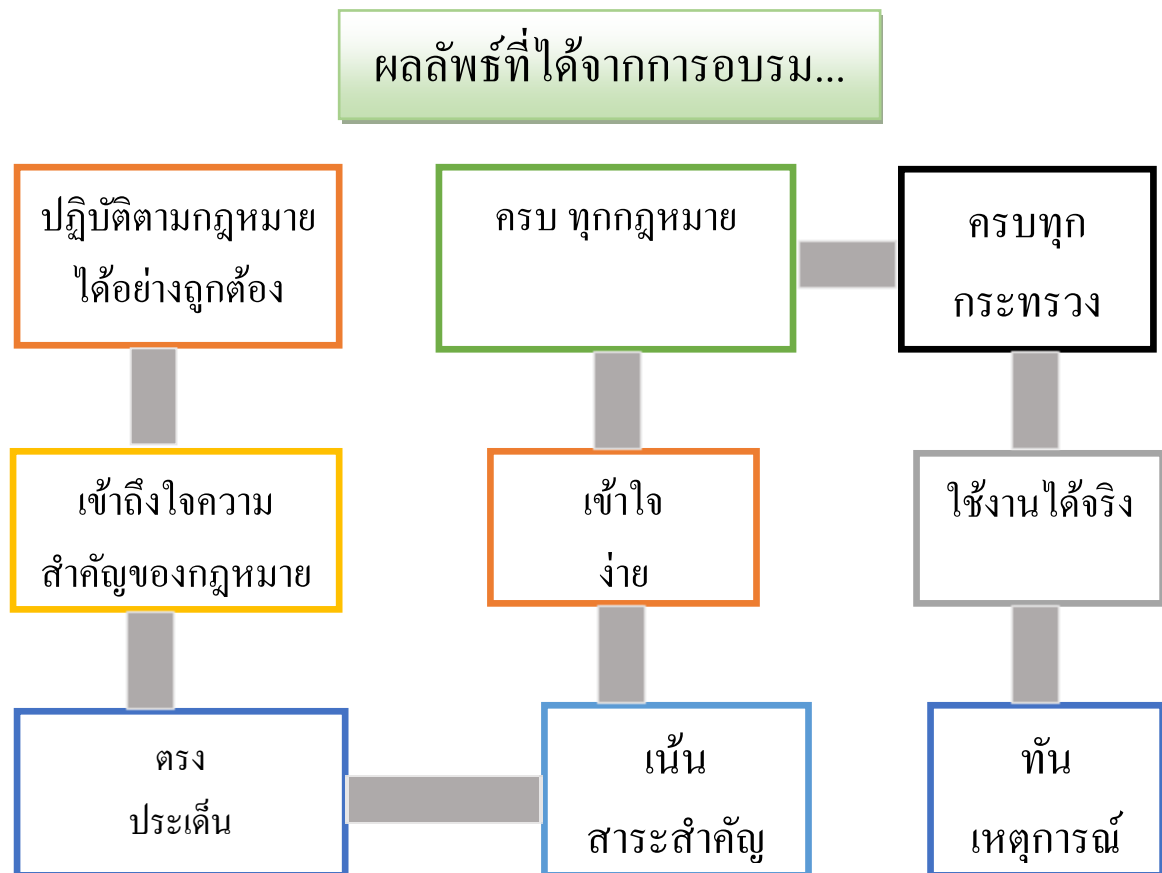 ผลลัพธ์ที่ได้จากการอบรม...
ปฏิบัติตามกฎหมาย
ได้อย่างถูกต้อง
ครบ ทุกกฎหมาย
ครบทุก
กระทรวง
เข้าถึงใจความ
สำคัญของกฎหมาย
เข้าใจ
ง่าย
ใช้งานได้จริง
ตรง
ประเด็น
เน้น
สาระสำคัญ
ทัน
เหตุการณ์